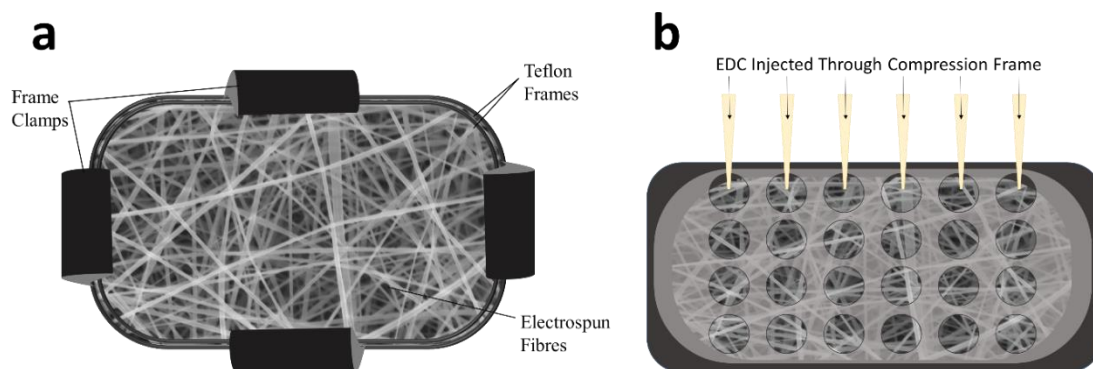 a
Frame
Clamps
Teflon
Frames
Electrospun
Fibres
b
EDC Injected Through Compression Frame